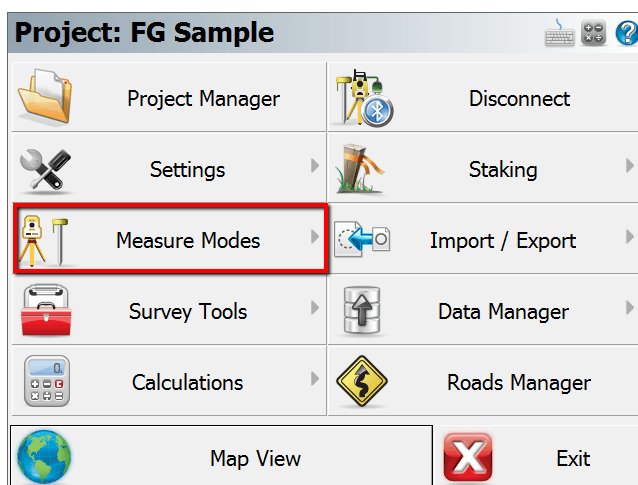 Project: FG Sample
Project Manager
Disconnect
Settings
Staking
Measure Modes
Import / Export
Survey Tools
Data Manager
Calculations
Roads Manager
Map View
Exit